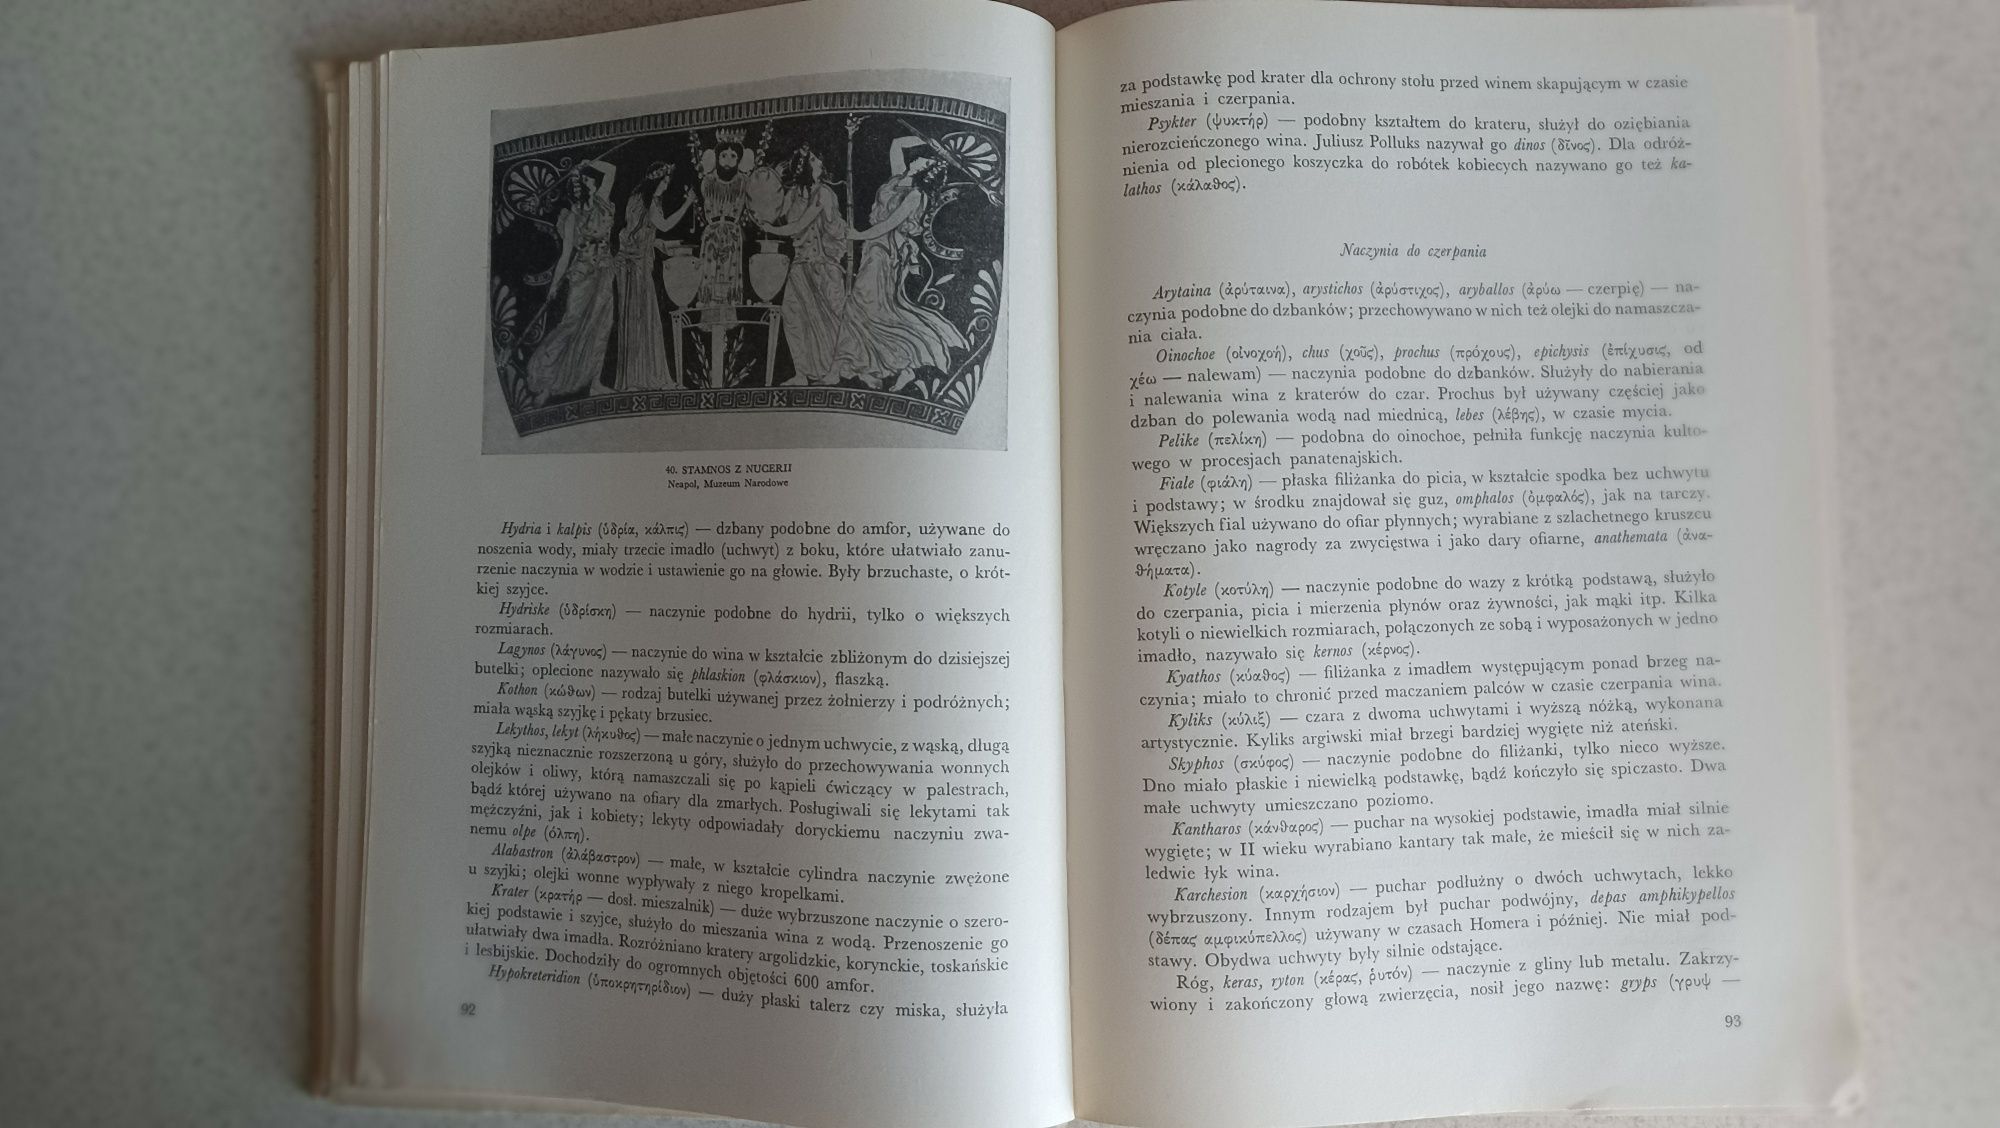 40. STAMNOS Z NUCERII
Neapol, Muzeum Narodowe
Hydria i kalpis (ὑδρία, κάλπις) — dzbany podobne do amfor, używane do
noszenia wody, miały trzecie imadło (uchwyt) z boku, które ułatwiało zanu-
rzenie naczynia w wodzie i ustawienie go na głowie. Były brzuchaste, o krót-
kiej szyjce.
Hydriske (ὑδρίσκη) — naczynie podobne do hydrii, tylko o większych
rozmiarach.
Lagynos (λάγυνος) — naczynie do wina w kształcie zbliżonym do dzisiejszej
butelki; oplecione nazywało się phlaskion (φλάσκιον), flaszką.
Kothon (κώθων) — rodzaj butelki używanej przez żołnierzy i podróżnych;
miała wąską szyjkę i pękaty brzusiec.
Lekythos, lekyt (λήκυθος) — małe naczynie o jednym uchwycie, z wąską, długą
szyjką nieznacznie rozszerzoną u góry, służyło do przechowywania wonnych
olejków i oliwy, którą namaszczali się po kąpieli ćwiczący w palestrach,
bądź której używano na ofiary dla zmarłych. Posługiwali się lekytami tak
mężczyźni, jak i kobiety; lekyty odpowiadały doryckiemu naczyniu zwa-
nemu olpe (όλπη).
Alabastron (ἀλάβαστρον) — małe, w kształcie cylindra naczynie zwężone
u szyjki; olejki wonne wypływały z niego kropelkami.
Krater (κρατήρ — dosł. mieszalnik) — duże wybrzuszone naczynie o szero-
kiej podstawie i szyjce, służyło do mieszania wina z wodą. Przenoszenie go
ułatwiały dwa imadła. Rozróżniano kratery argolidzkie, korynckie, toskańskie
i lesbijskie. Dochodziły do ogromnych objętości 600 amfor.
Hypokreteridion (ὑποκρητηρίδιον) — duży płaski talerz czy miska, służyła
92
za podstawkę pod krater dla ochrony stołu przed winem skapującym w czasie
mieszania i czerpania.
Psykter (ψυκτήρ) — podobny kształtem do krateru, służył do oziębiania
nierozcieńczonego wina. Juliusz Polluks nazywał go dinos (δῖνος). Dla odróż-
nienia od plecionego koszyczka do robótek kobiecych nazywano go też ka-
lathos (κάλαθος).
Naczynia do czerpania
Arytaina (ἀρύταινα), arystichos (ἀρύστιχος), aryballos (ἀρύω — czerpię) — na-
czynia podobne do dzbanków; przechowywano w nich też olejki do namaszcza-
nia ciała.
Oinochoe (οἰνοχοή), chus (χοῦς), prochus (πρόχους), epichysis (ἐπίχυσις, od
χέω — nalewam) — naczynia podobne do dzbanków. Służyły do nabierania
i nalewania wina z kraterów do czar. Prochus był używany częściej jako
dzban do polewania wodą nad miednicą, lebes (λέβης), w czasie mycia.
Pelike (πελίκη) — podobna do oinochoe, pełniła funkcję naczynia kulto-
wego w procesjach panatenajskich.
Fiale (φιάλη) — płaska filiżanka do picia, w kształcie spodka bez uchwytu
i podstawy; w środku znajdował się guz, omphalos (ὀμφαλός), jak na tarczy.
Większych fial używano do ofiar płynnych; wyrabiane z szlachetnego kruszcu
wręczano jako nagrody za zwycięstwa i jako dary ofiarne, anathemata (ἀνα-
θήματα).
Kotyle (κοτύλη) — naczynie podobne do wazy z krótką podstawą, służyło
do czerpania, picia i mierzenia płynów oraz żywności, jak mąki itp. Kilka
kotyli o niewielkich rozmiarach, połączonych ze sobą i wyposażonych w jedno
imadło, nazywało się kernos (κέρνος).
Kyathos (κύαθος) — filiżanka z imadłem występującym ponad brzeg na-
czynia; miało to chronić przed maczaniem palców w czasie czerpania wina.
Kyliks (κύλιξ) — czara z dwoma uchwytami i wyższą nóżką, wykonana
artystycznie. Kyliks argiwski miał brzegi bardziej wygięte niż ateński.
Skyphos (σκύφος) — naczynie podobne do filiżanki, tylko nieco wyższe.
Dno miało płaskie i niewielką podstawkę, bądź kończyło się spiczasto. Dwa
małe uchwyty umieszczano poziomo.
Kantharos (κάνθαρος) — puchar na wysokiej podstawie, imadła miał silnie
wygięte; w II wieku wyrabiano kantary tak małe, że mieścił się w nich za-
ledwie łyk wina.
Karchesion (καρχήσιον) — puchar podłużny o dwóch uchwytach, lekko
wybrzuszony. Innym rodzajem był puchar podwójny, depas amphikypellos
(δέπας αμφικύπελλος) używany w czasach Homera i później. Nie miał pod-
stawy. Obydwa uchwyty były silnie odstające.
Róg, keras, ryton (κέρας, ῥυτόν) — naczynie z gliny lub metalu. Zakrzy-
wiony i zakończony głową zwierzęcia, nosił jego nazwę: gryps (γρυψ —
93